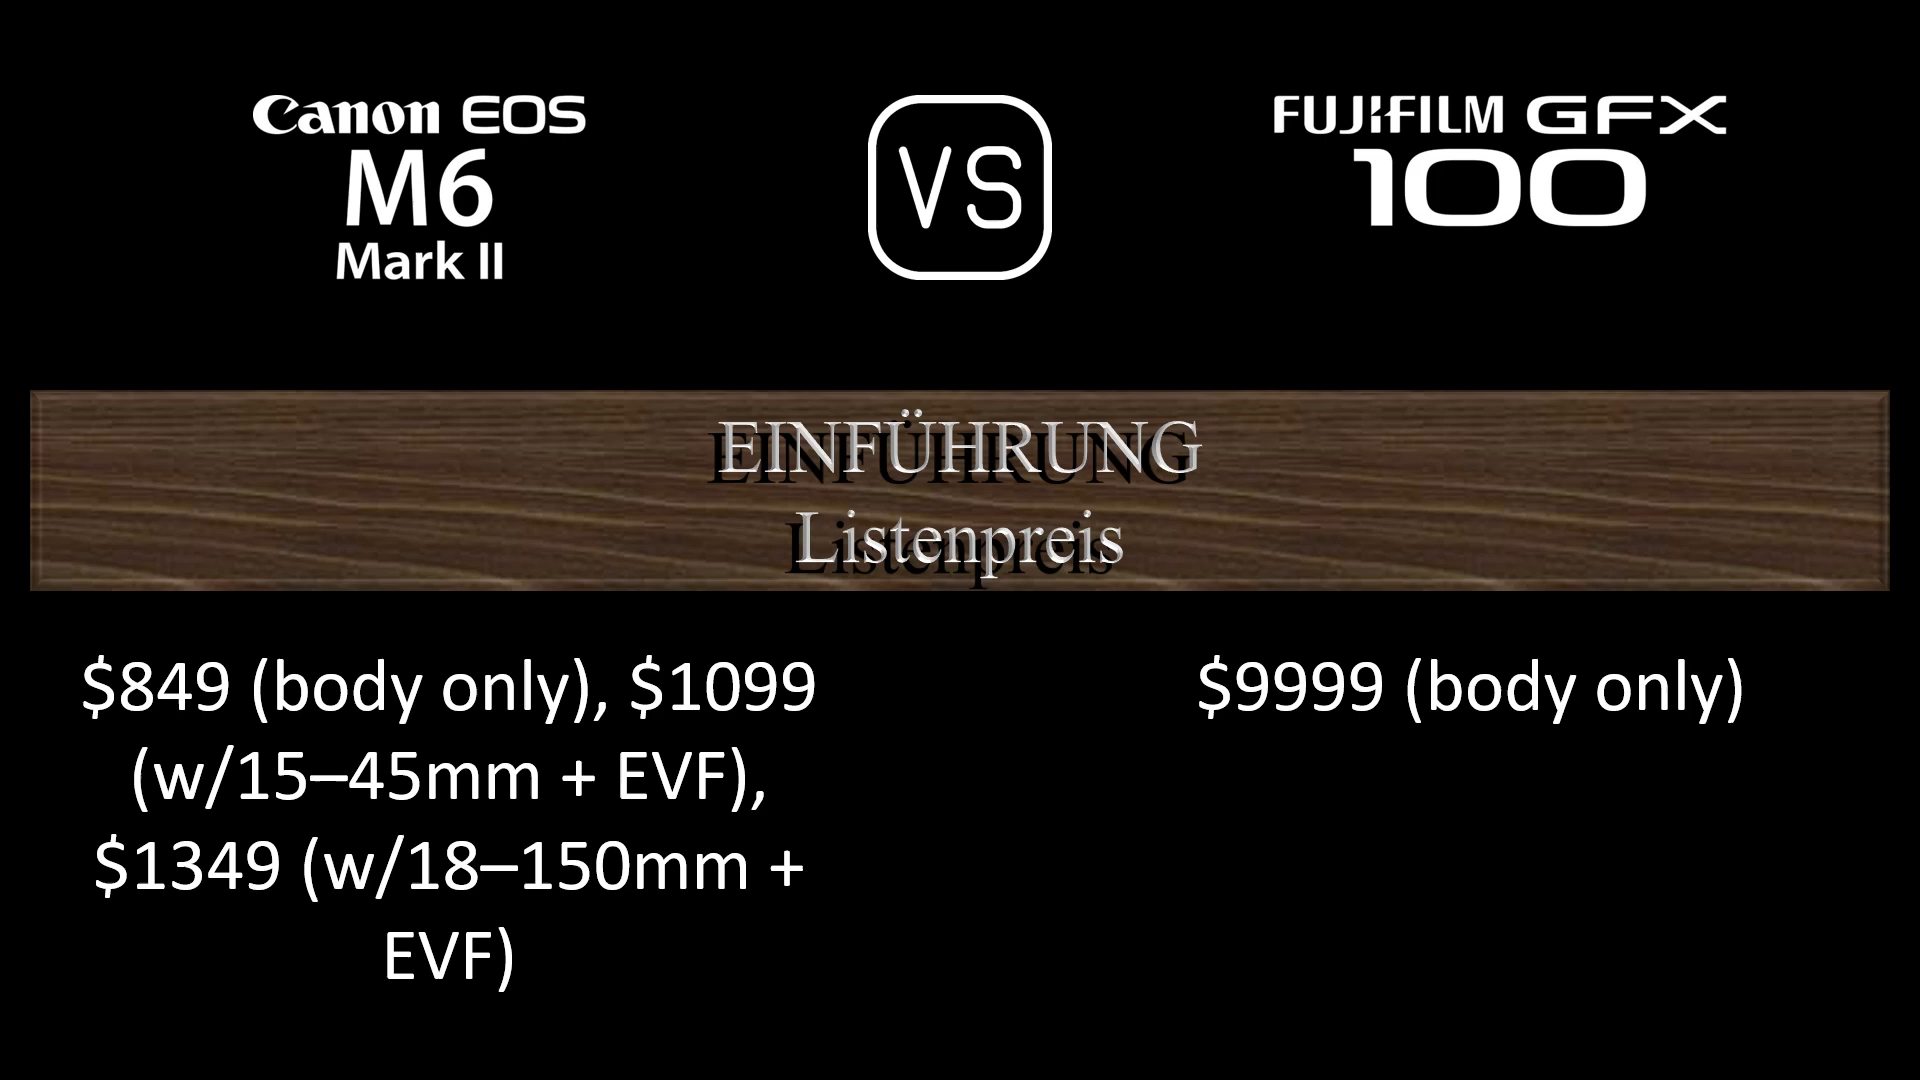 Canon EOS
M6
Mark II
VS
FUJIFILM GFX
100
EINFÜHRUNG
Listenpreis
$849 (body only), $1099
(w/15–45mm + EVF),
$1349 (w/18–150mm +
EVF)
$9999 (body only)